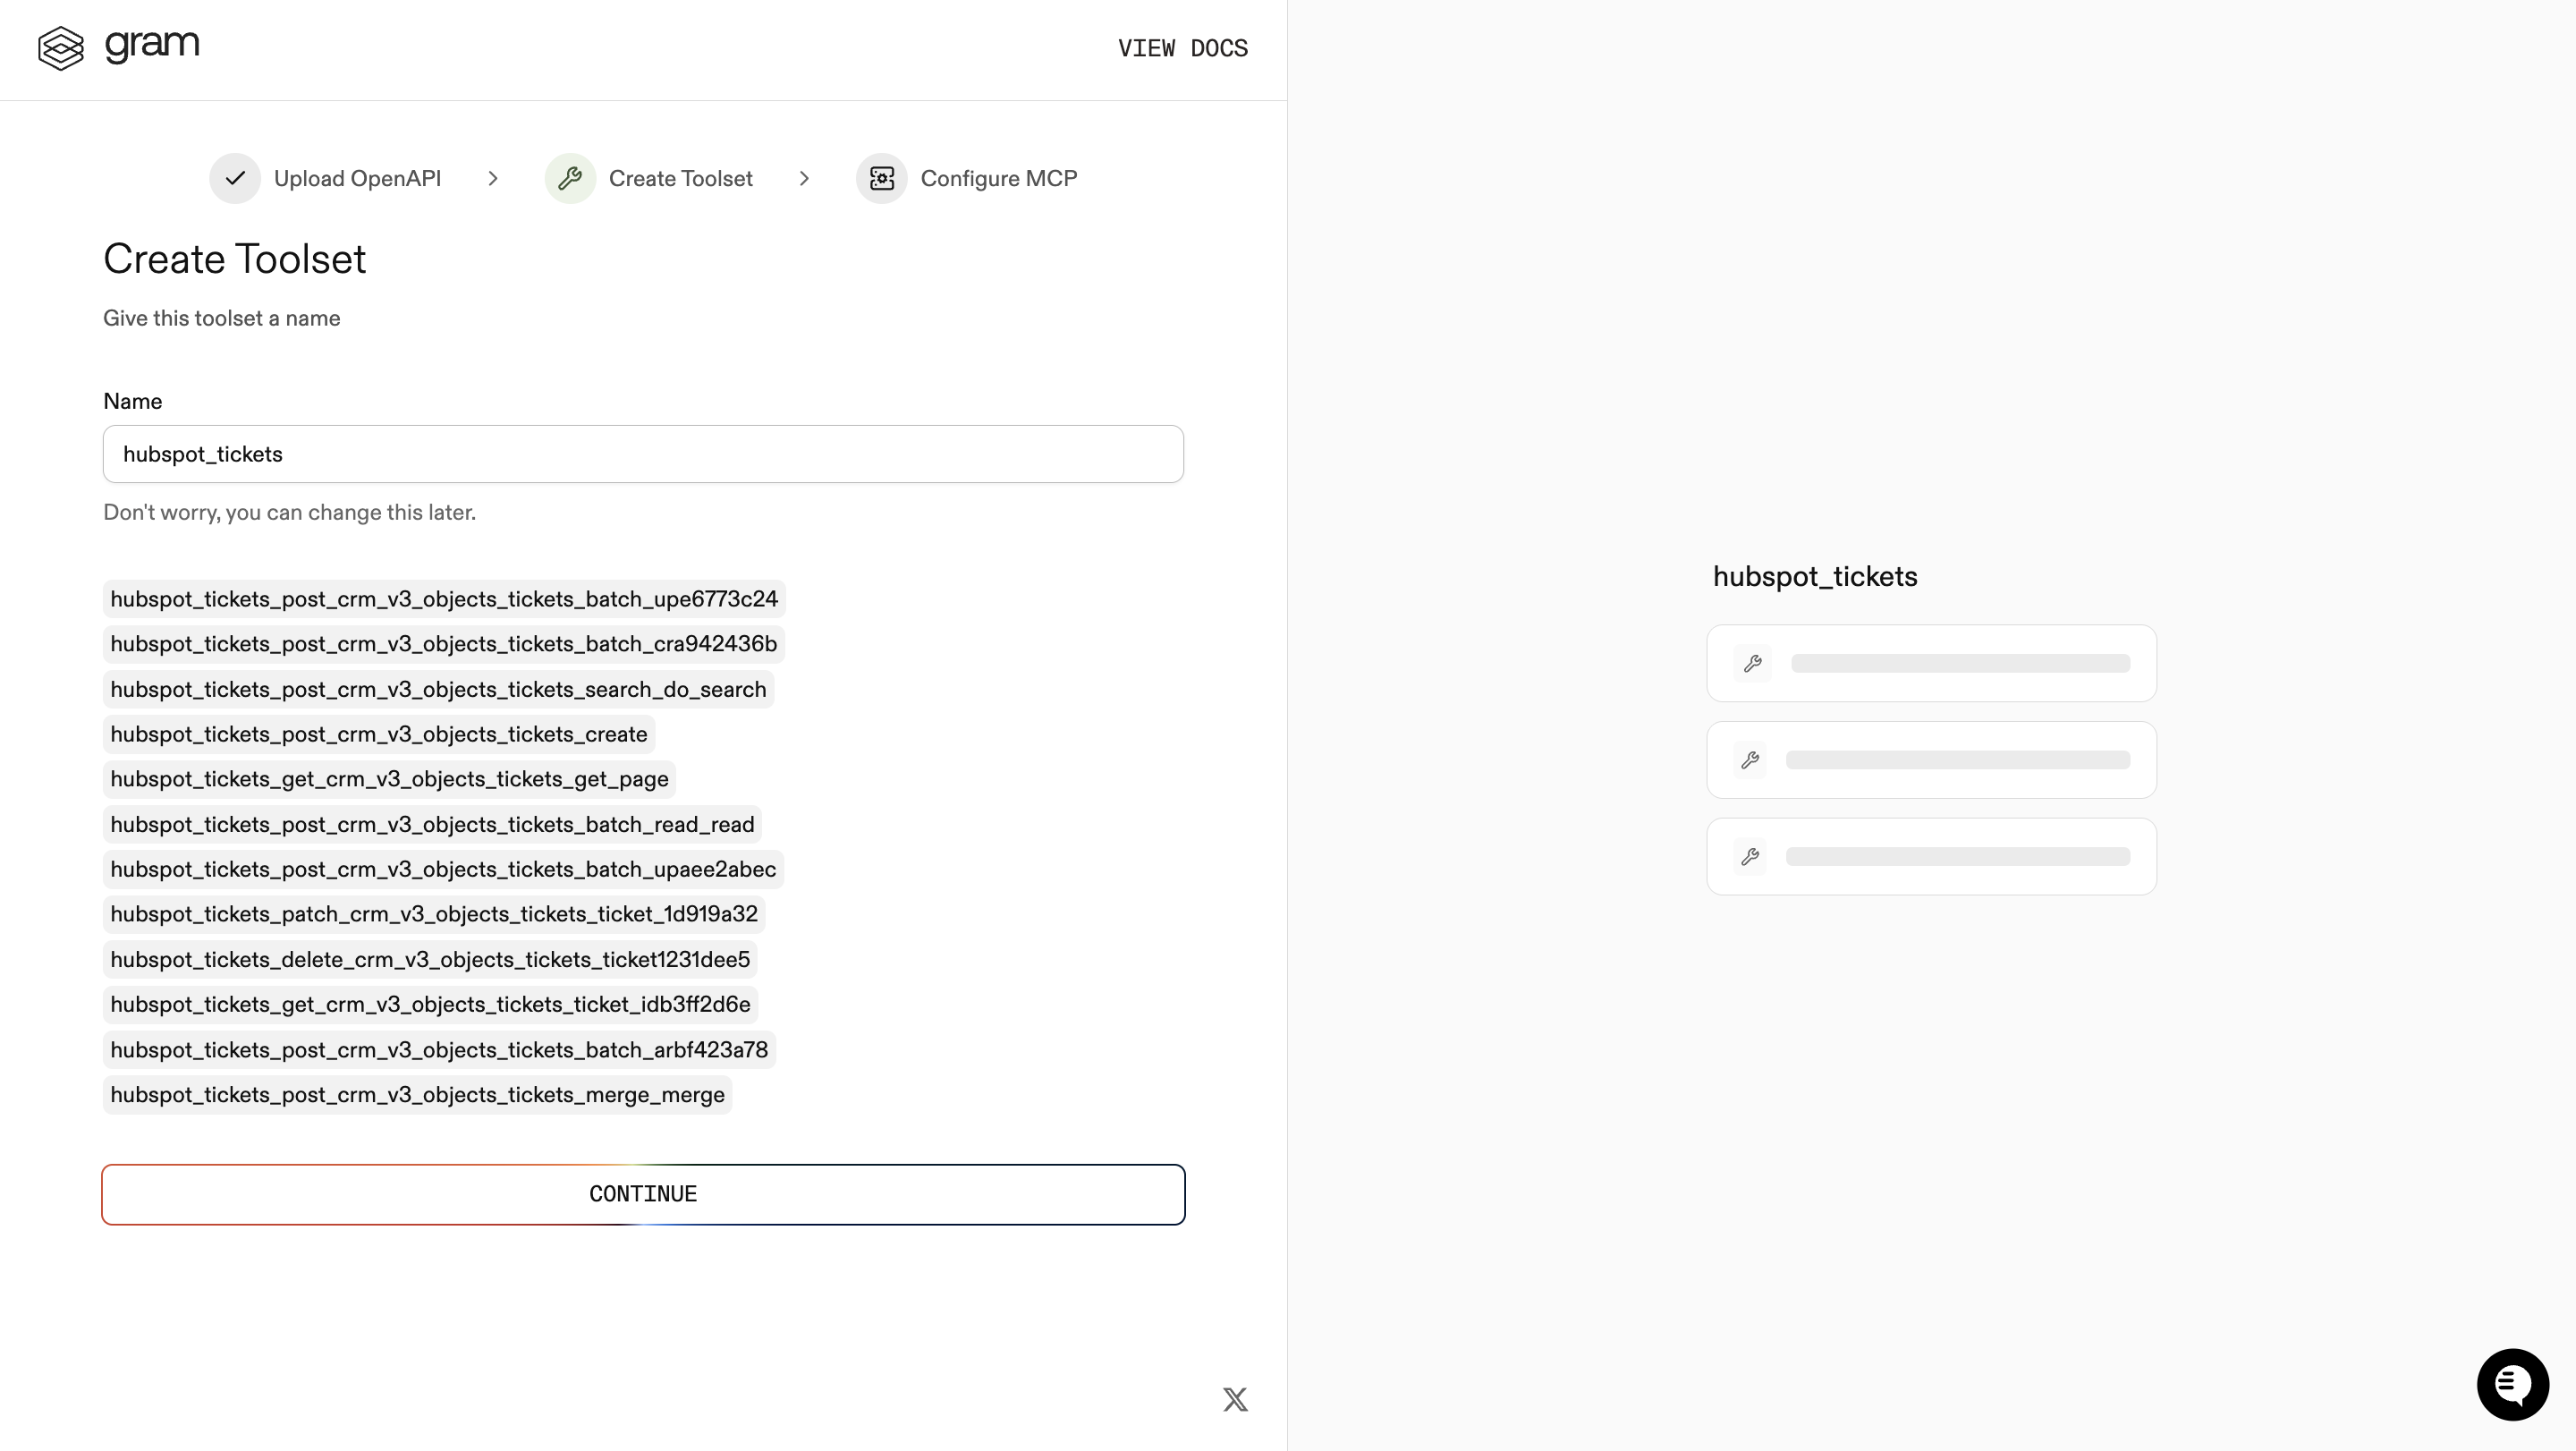 gram
VIEW DOCS
Upload OpenAPI
Create Toolset
Configure MCP
Create Toolset
Give this toolset a name
Name
hubspot_tickets
Don't worry, you can change this later.
hubspot_tickets_post_crm_v3_objects_tickets_batch_upe6773c24
hubspot_tickets_post_crm_v3_objects_tickets_batch_cra942436b
hubspot_tickets_post_crm_v3_objects_tickets_search_do_search
hubspot_tickets_post_crm_v3_objects_tickets_create
hubspot_tickets_get_crm_v3_objects_tickets_get_page
hubspot_tickets_post_crm_v3_objects_tickets_batch_read_read
hubspot_tickets_post_crm_v3_objects_tickets_batch_upaee2abec
hubspot_tickets_patch_crm_v3_objects_tickets_ticket_1d919a32
hubspot_tickets_delete_crm_v3_objects_tickets_ticket1231dee5
hubspot_tickets_get_crm_v3_objects_tickets_ticket_idb3ff2d6e
hubspot_tickets_post_crm_v3_objects_tickets_batch_arbf423a78
hubspot_tickets_post_crm_v3_objects_tickets_merge_merge
CONTINUE
hubspot_tickets